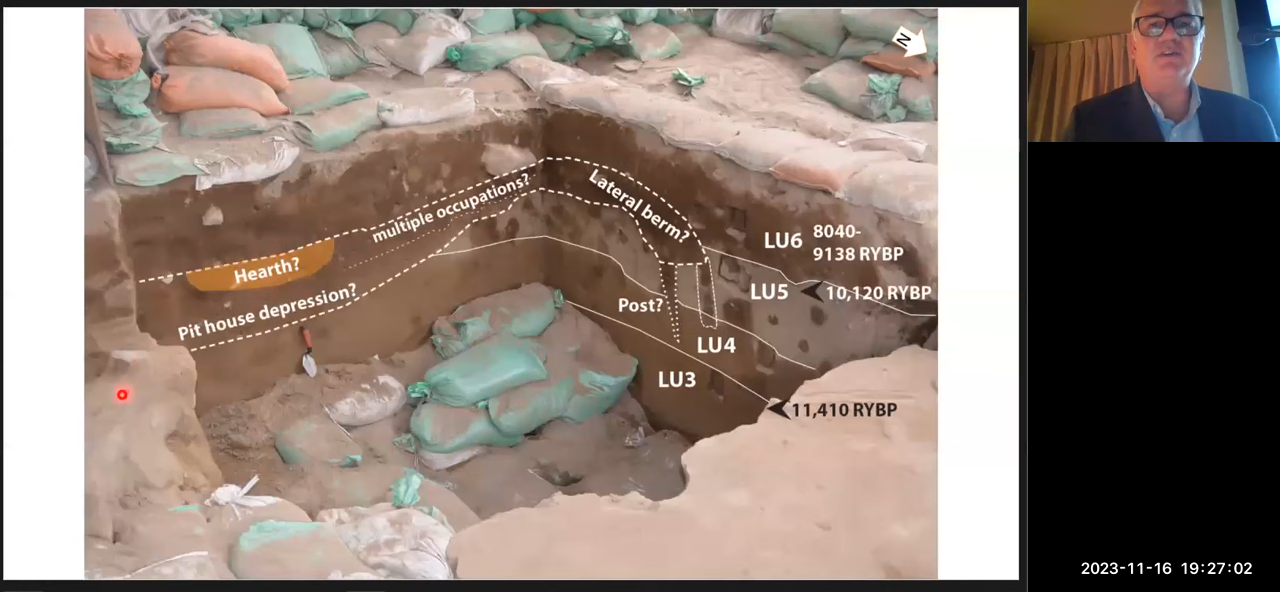 N
multiple occupations?
Lateral berm?
Hearth?
Pit house depression?
Post?
LU6 8040-
9138 RYBP
LU5 10,120 RYBP
LU4
LU3
11,410 RYBP
2023-11-16 19:27:02